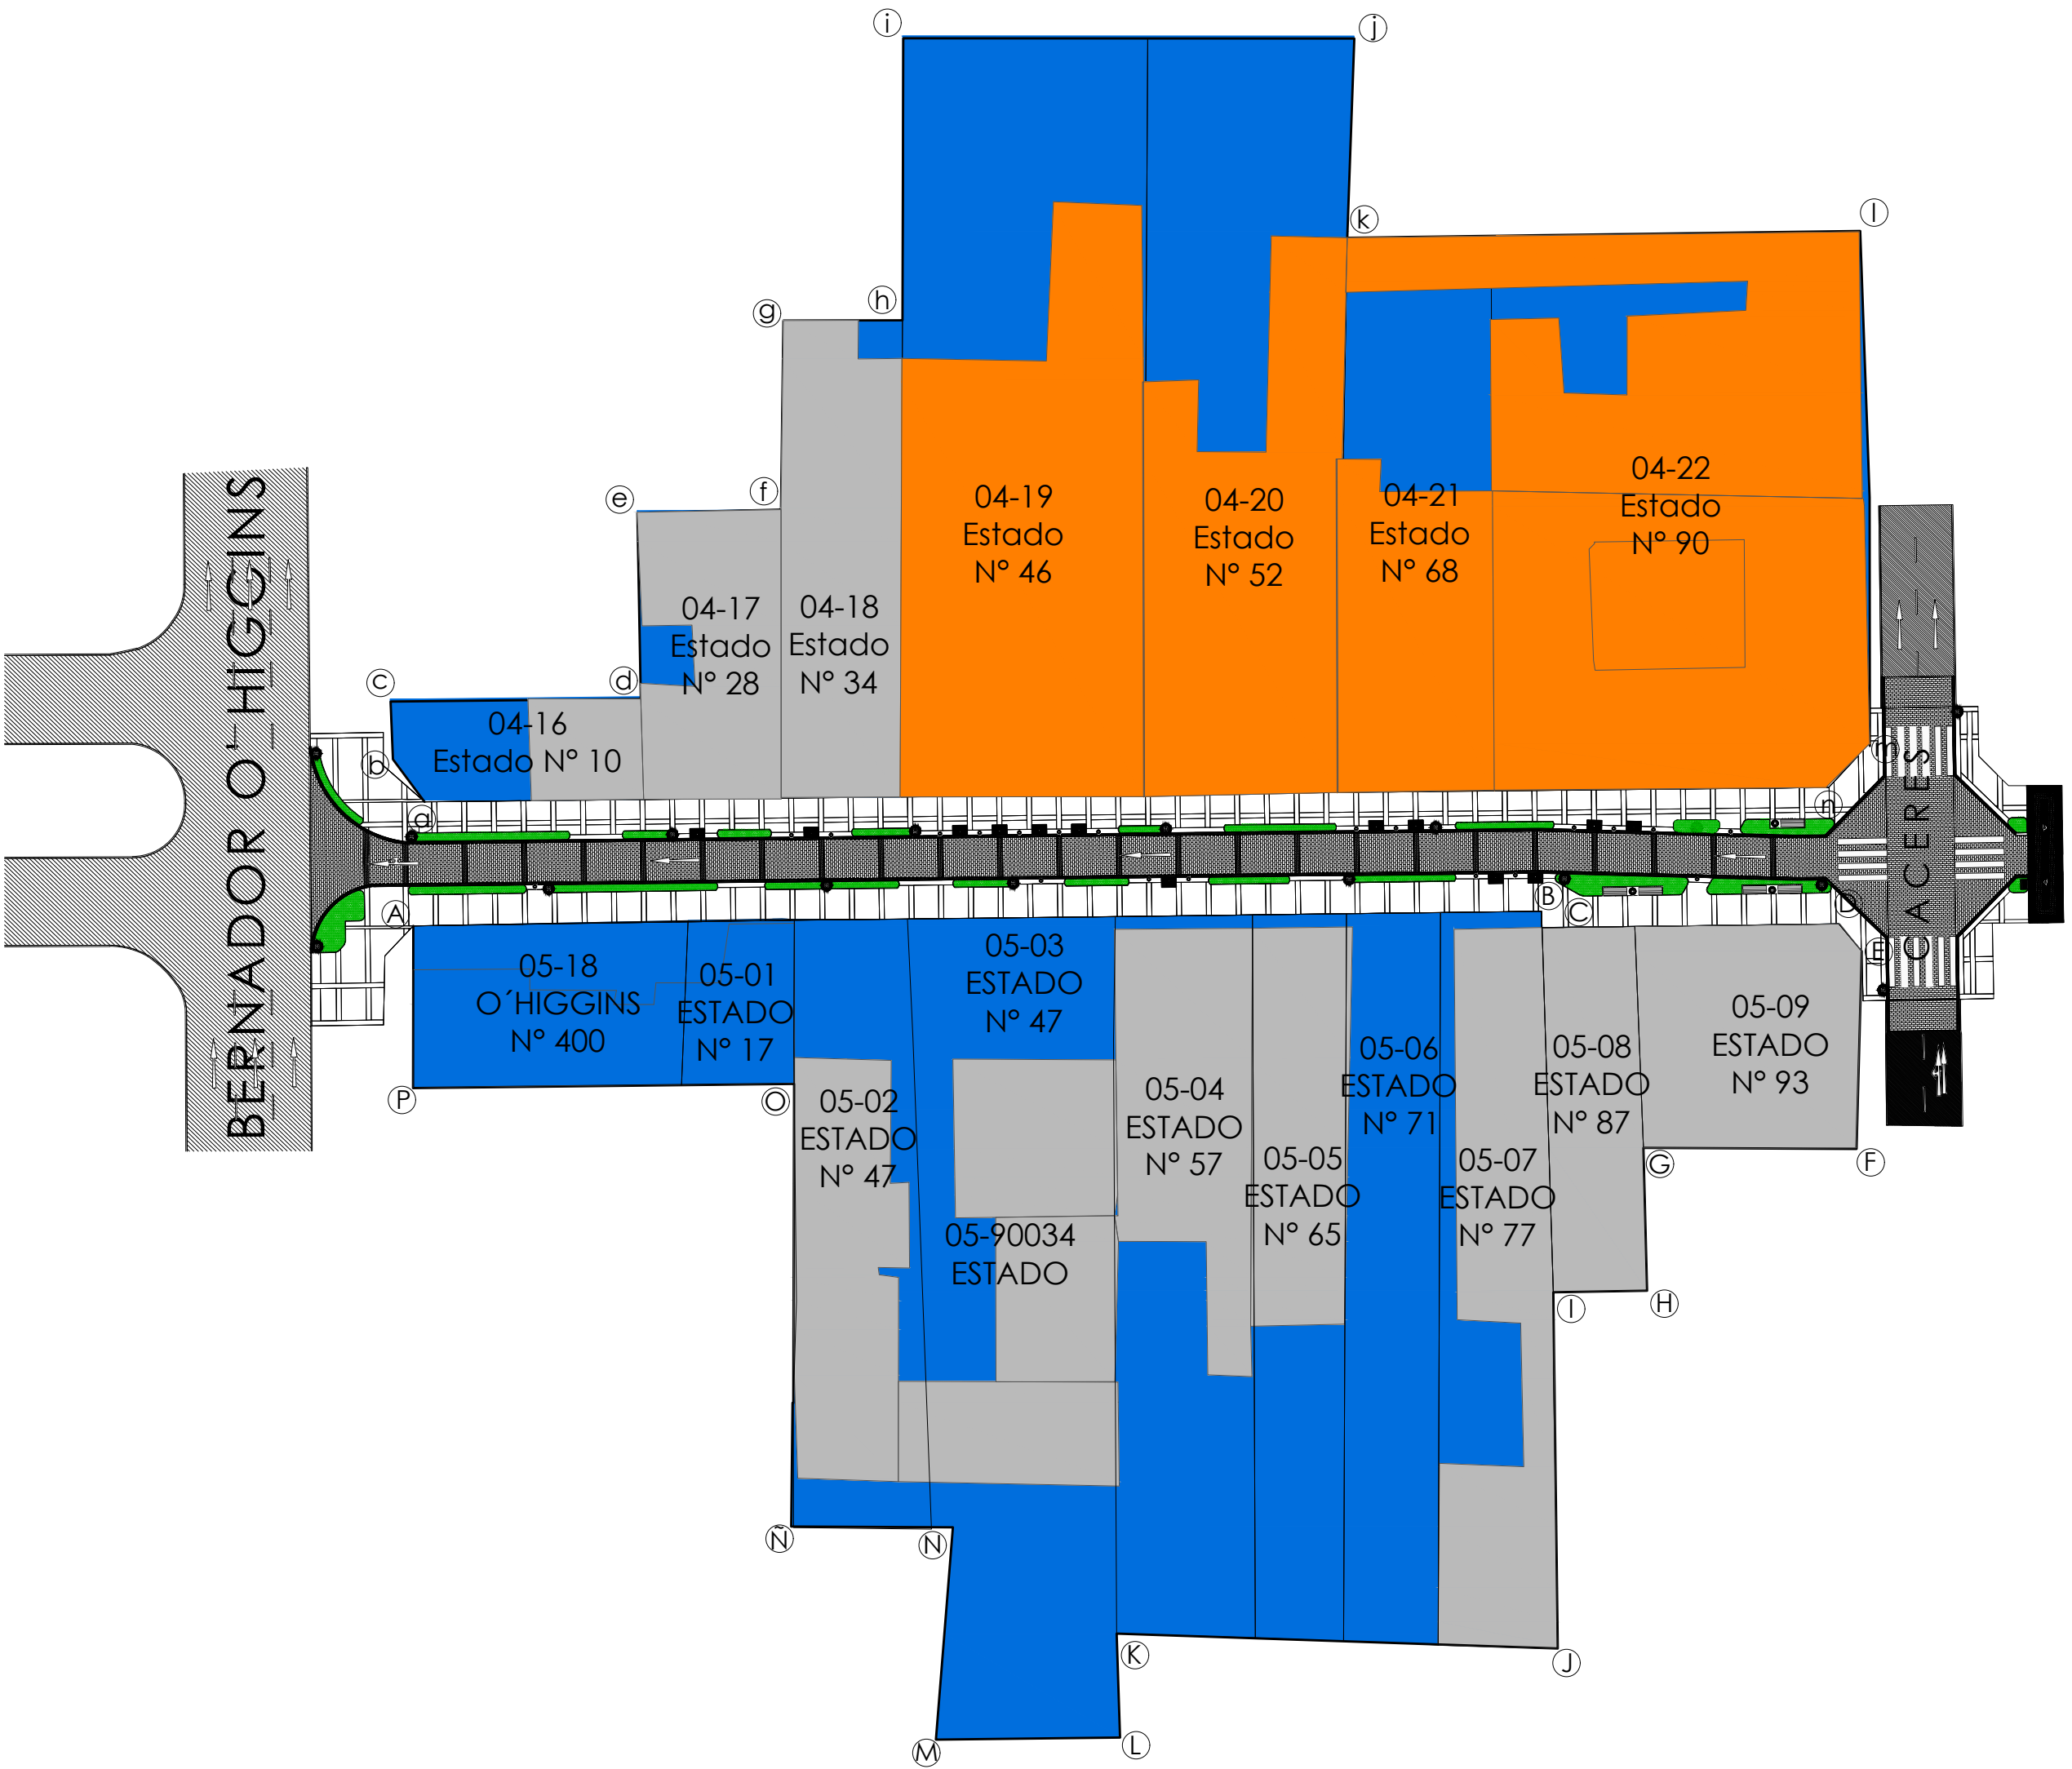 i
j
k
l
g
h
e
f
c
d
b
a
m
n
BERNADOR O'HIGGINS
CACERES
04-16
Estado N° 10
04-17
Estado
N° 28
04-18
Estado
N° 34
04-19
Estado
N° 46
04-20
Estado
N° 52
04-21
Estado
N° 68
04-22
Estado
N° 90
A
B
C
D
E
05-18
O´HIGGINS
N° 400
05-01
ESTADO
N° 17
05-02
ESTADO
N° 47
05-03
ESTADO
N° 47
05-90034
ESTADO
05-04
ESTADO
N° 57
05-05
ESTADO
N° 65
05-06
ESTADO
N° 71
05-07
ESTADO
N° 77
05-08
ESTADO
N° 87
05-09
ESTADO
N° 93
P
O
G
F
I
H
Ñ
N
K
J
M
L